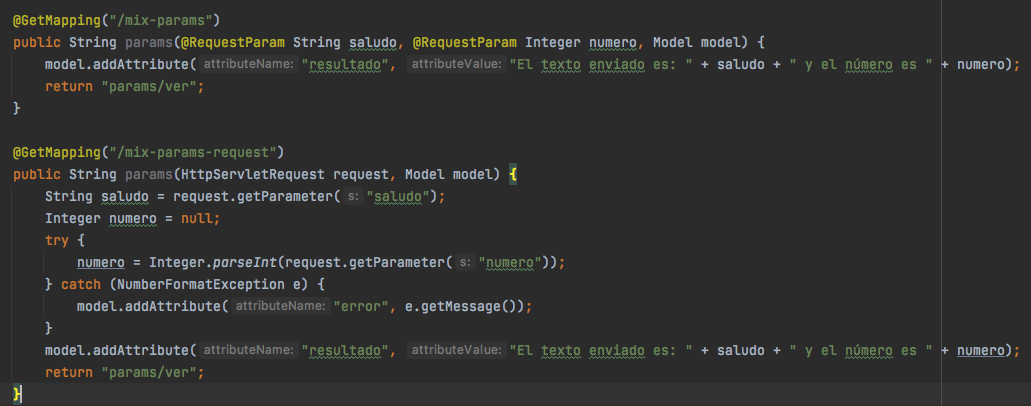 @GetMapping("/mix-params")
public String params(@RequestParam String saludo, @RequestParam Integer numero, Model model) {
    model.addAttribute( attributeName: "resultado", attributeValue: "El texto enviado es: " + saludo + " y el número es " + numero);
    return "params/ver";
}

@GetMapping("/mix-params-request")
public String params(HttpServletRequest request, Model model) {
    String saludo = request.getParameter( s: "saludo");
    Integer numero = null;
    try {
        numero = Integer.parseInt(request.getParameter( s: "numero"));
    } catch (NumberFormatException e) {
        model.addAttribute( attributeName: "error", e.getMessage());
    }
    model.addAttribute( attributeName: "resultado", attributeValue: "El texto enviado es: " + saludo + " y el número es " + numero);
    return "params/ver";
}